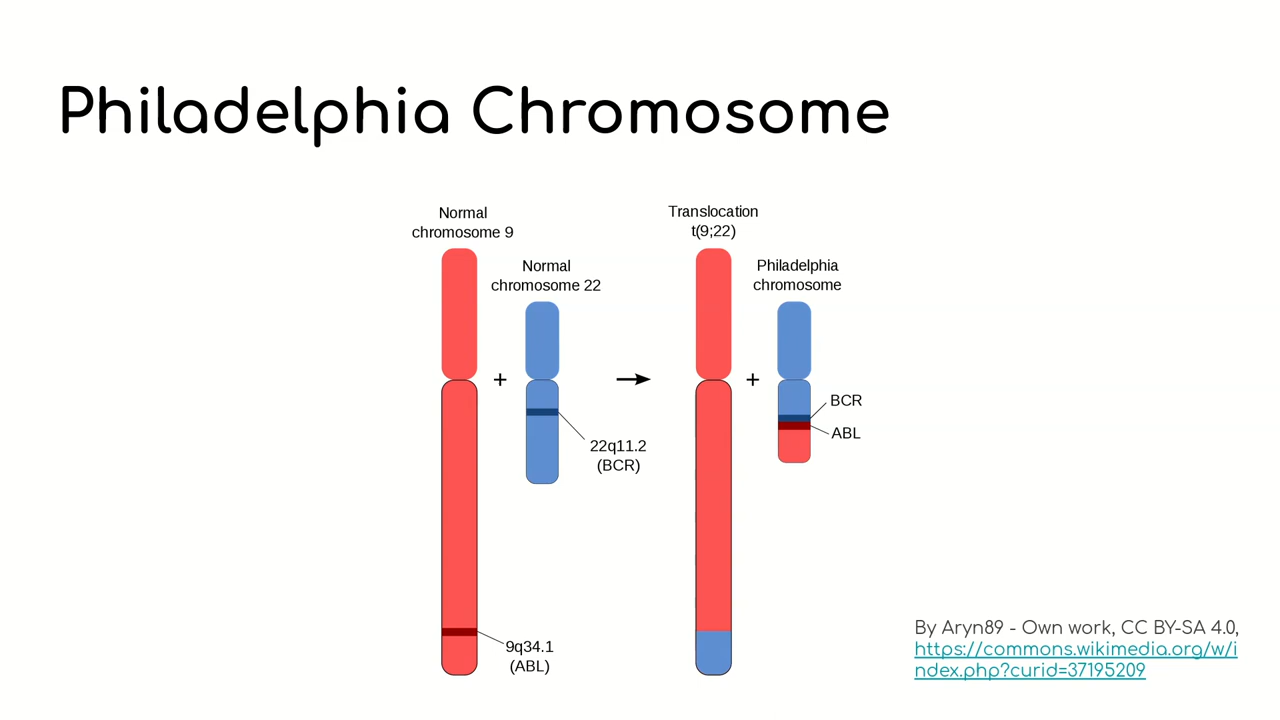 Philadelphia Chromosome
Normal
chromosome 9
Normal
chromosome 22
Translocation
t(9;22)
Philadelphia
chromosome
+
+
BCR
ABL
22q11.2
(BCR)
9q34.1
(ABL)
By Aryn89 - Own work, CC BY-SA 4.0,
https://commons.wikimedia.org/w/i
ndex.php?curid=37195209